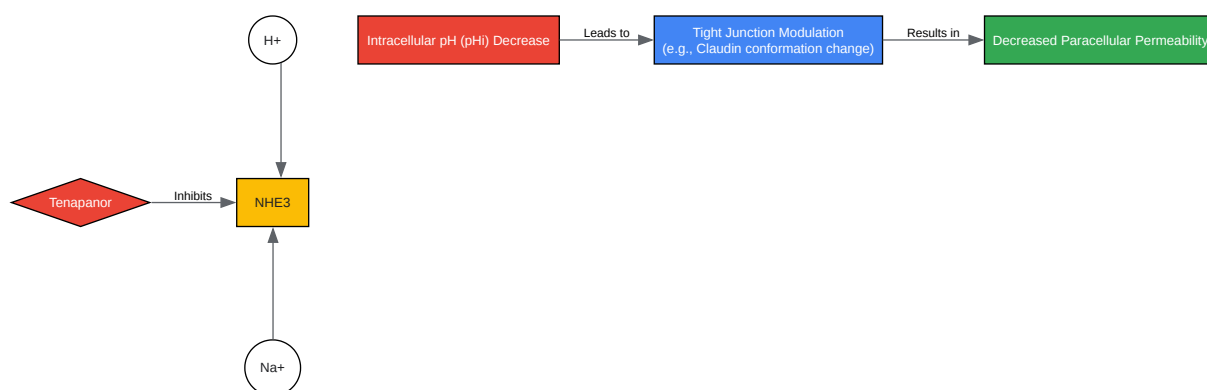 H+
Intracellular pH (pHi) Decrease
Leads to
Tight Junction Modulation
(e.g., Claudin conformation change)
Results in
Decreased Paracellular Permeability
Tenapanor
Inhibits
NHE3
Na+